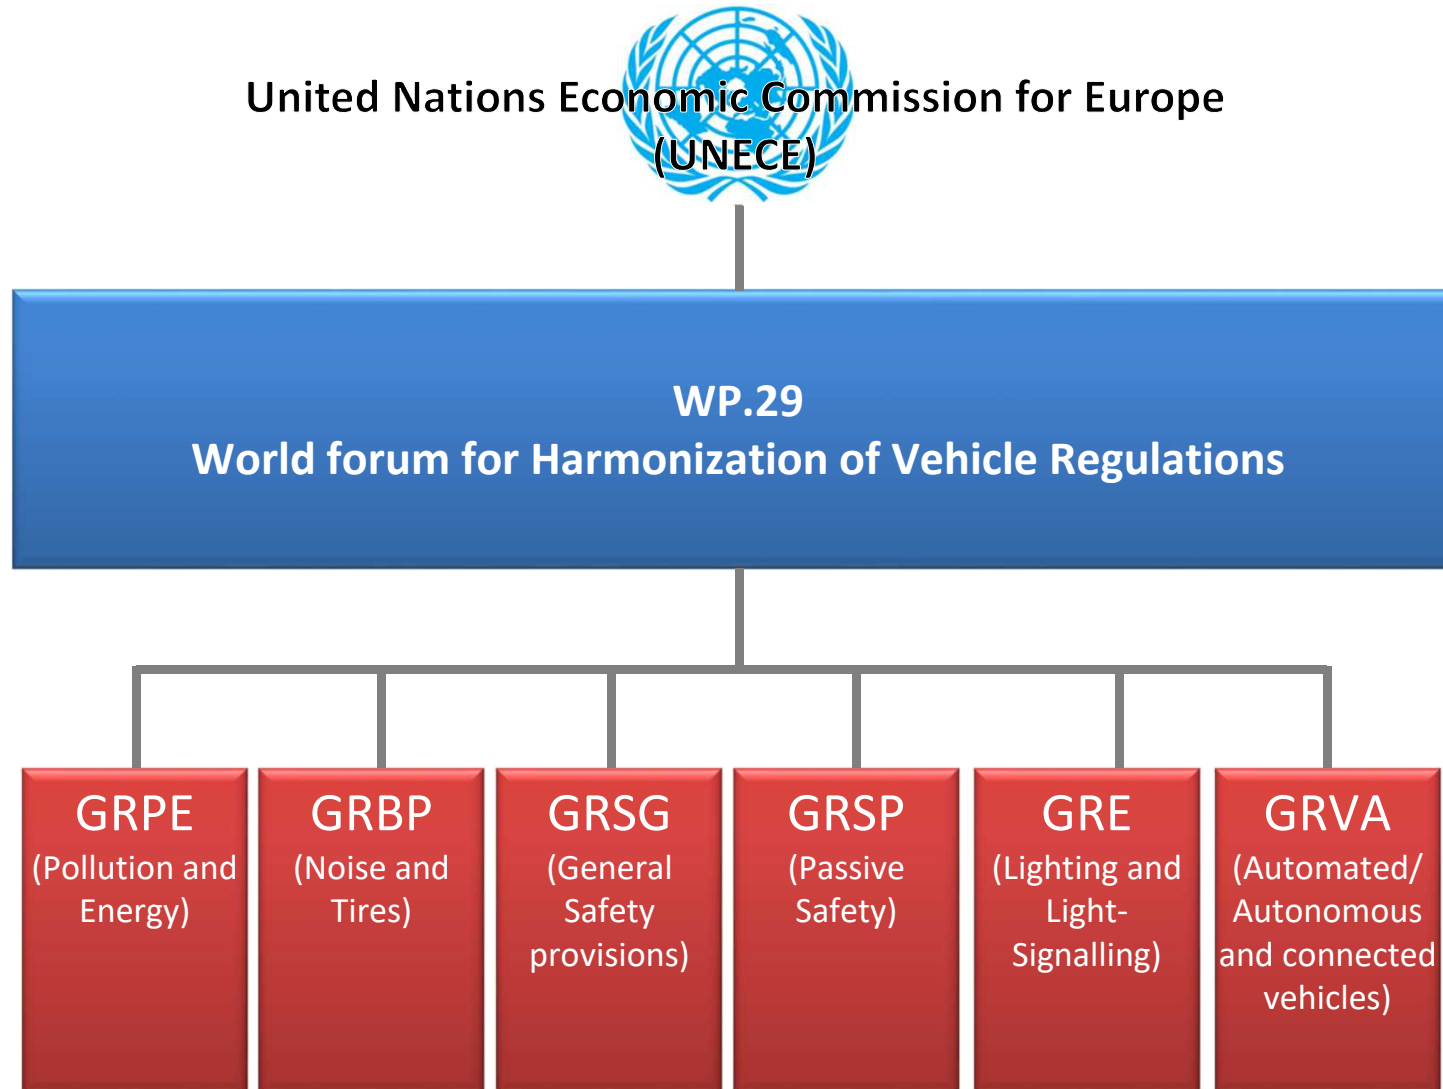 United Nations Economic Commission for Europe
(UNECE)
WP.29
World forum for Harmonization of Vehicle Regulations
GRPE
(Pollution and
Energy)
GRBP
(Noise and
Tires)
GRSG
(General
Safety
provisions)
GRSP
(Passive
Safety)
GRE
(Lighting and
Light-
Signalling)
GRVA
(Automated/
Autonomous
and connected
vehicles)